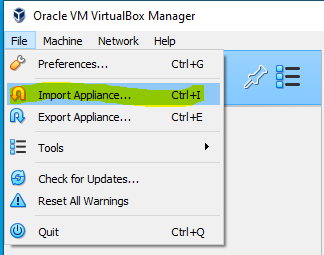 Oracle VM VirtualBox Manager
File Machine Network Help
Preferences... Ctrl+G
Import Appliance... Ctrl+I
Export Appliance... Ctrl+E
Tools
Check for Updates...
Reset All Warnings
Quit Ctrl+Q